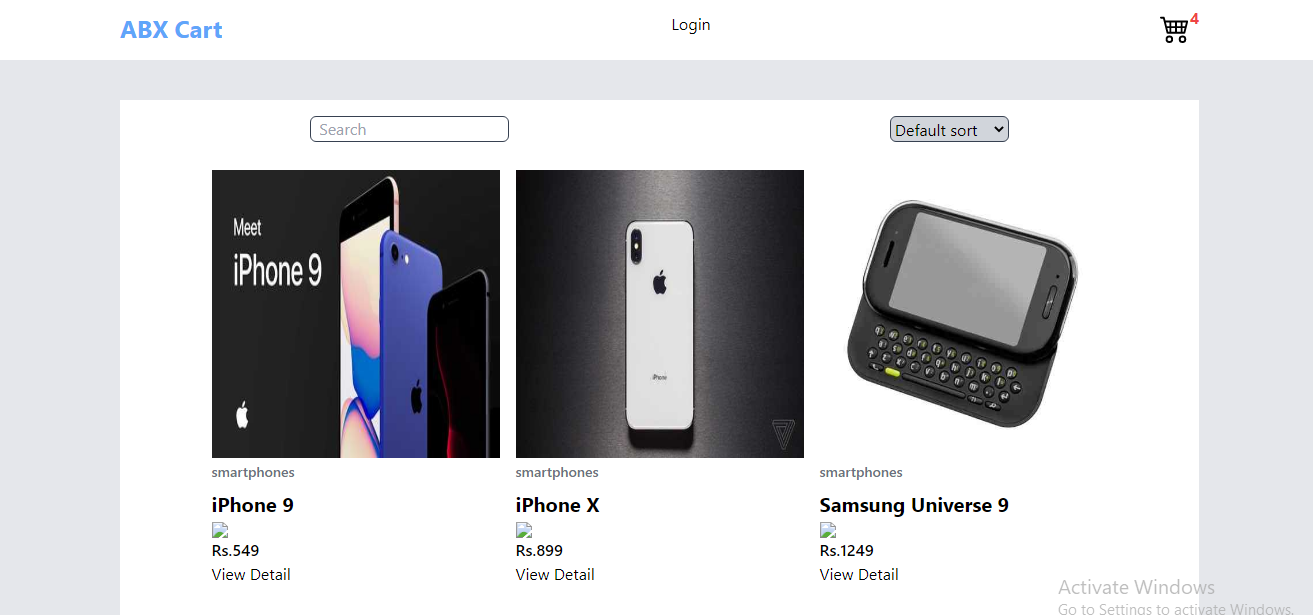 ABX Cart
Login
4
Search
Default sort
Meet
iPhone 9
iPhone
smartphones
smartphones
smartphones
iPhone 9
iPhone X
Samsung Universe 9
Rs.549
Rs.899
Rs.1249
View Detail
View Detail
View Detail
Activate Windows
Go to Settings to activate Windows.